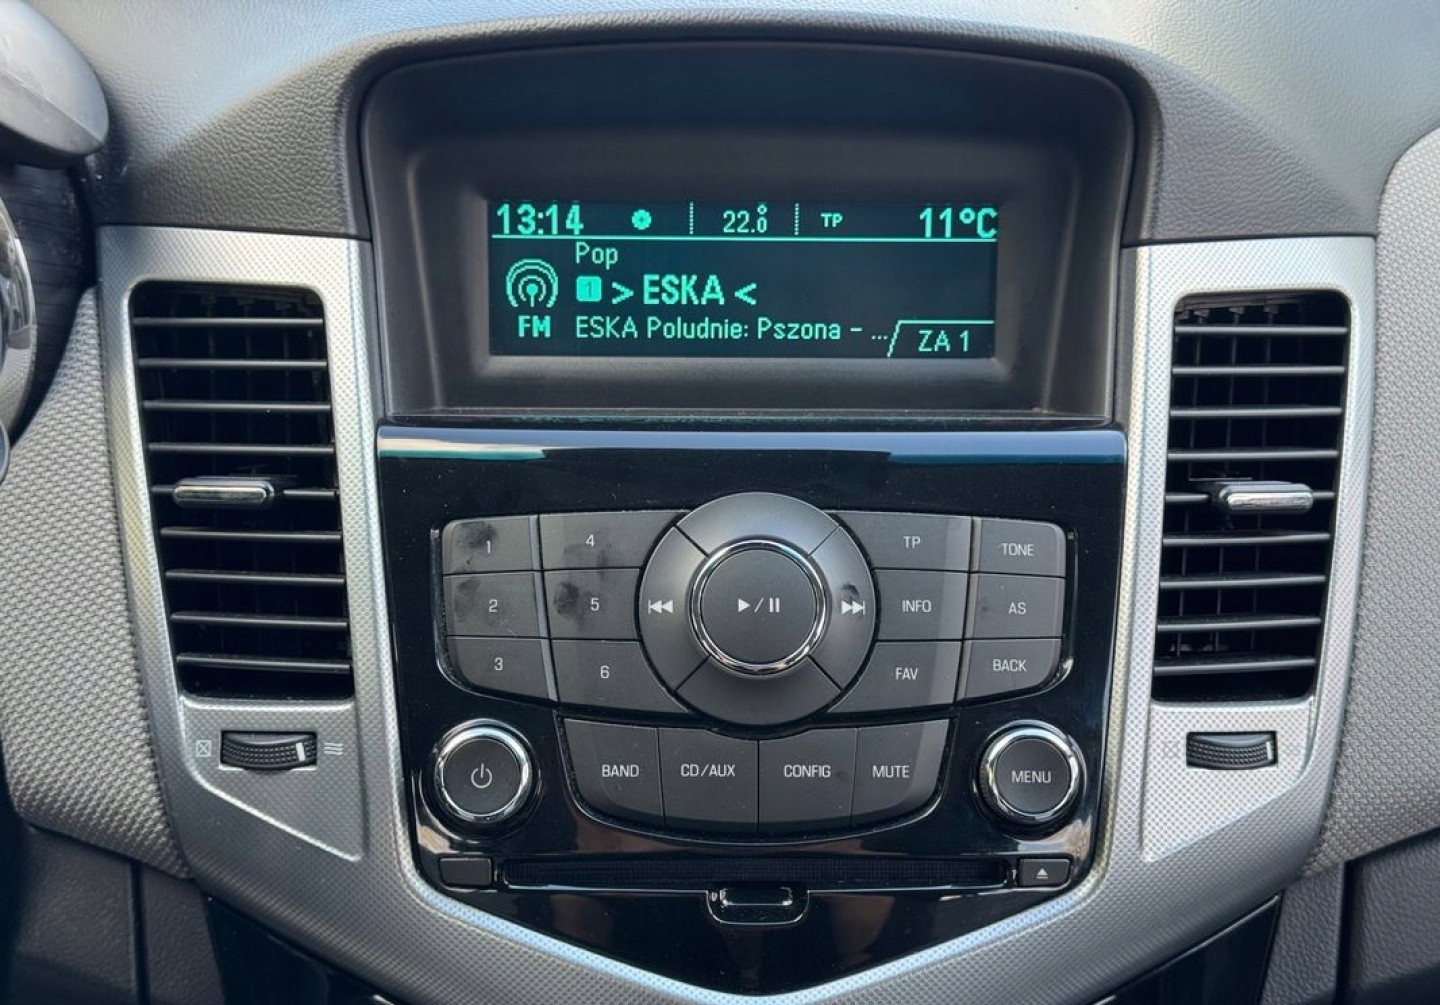 13:14 22.0° TP 11°C
Pop
1 > ESKA <
FM ESKA Poludnie: Pszona - ... ZA 1
1 4 TP TONE
2 5 INFO AS
3 6 FAV BACK
BAND CD/AUX CONFIG MUTE MENU